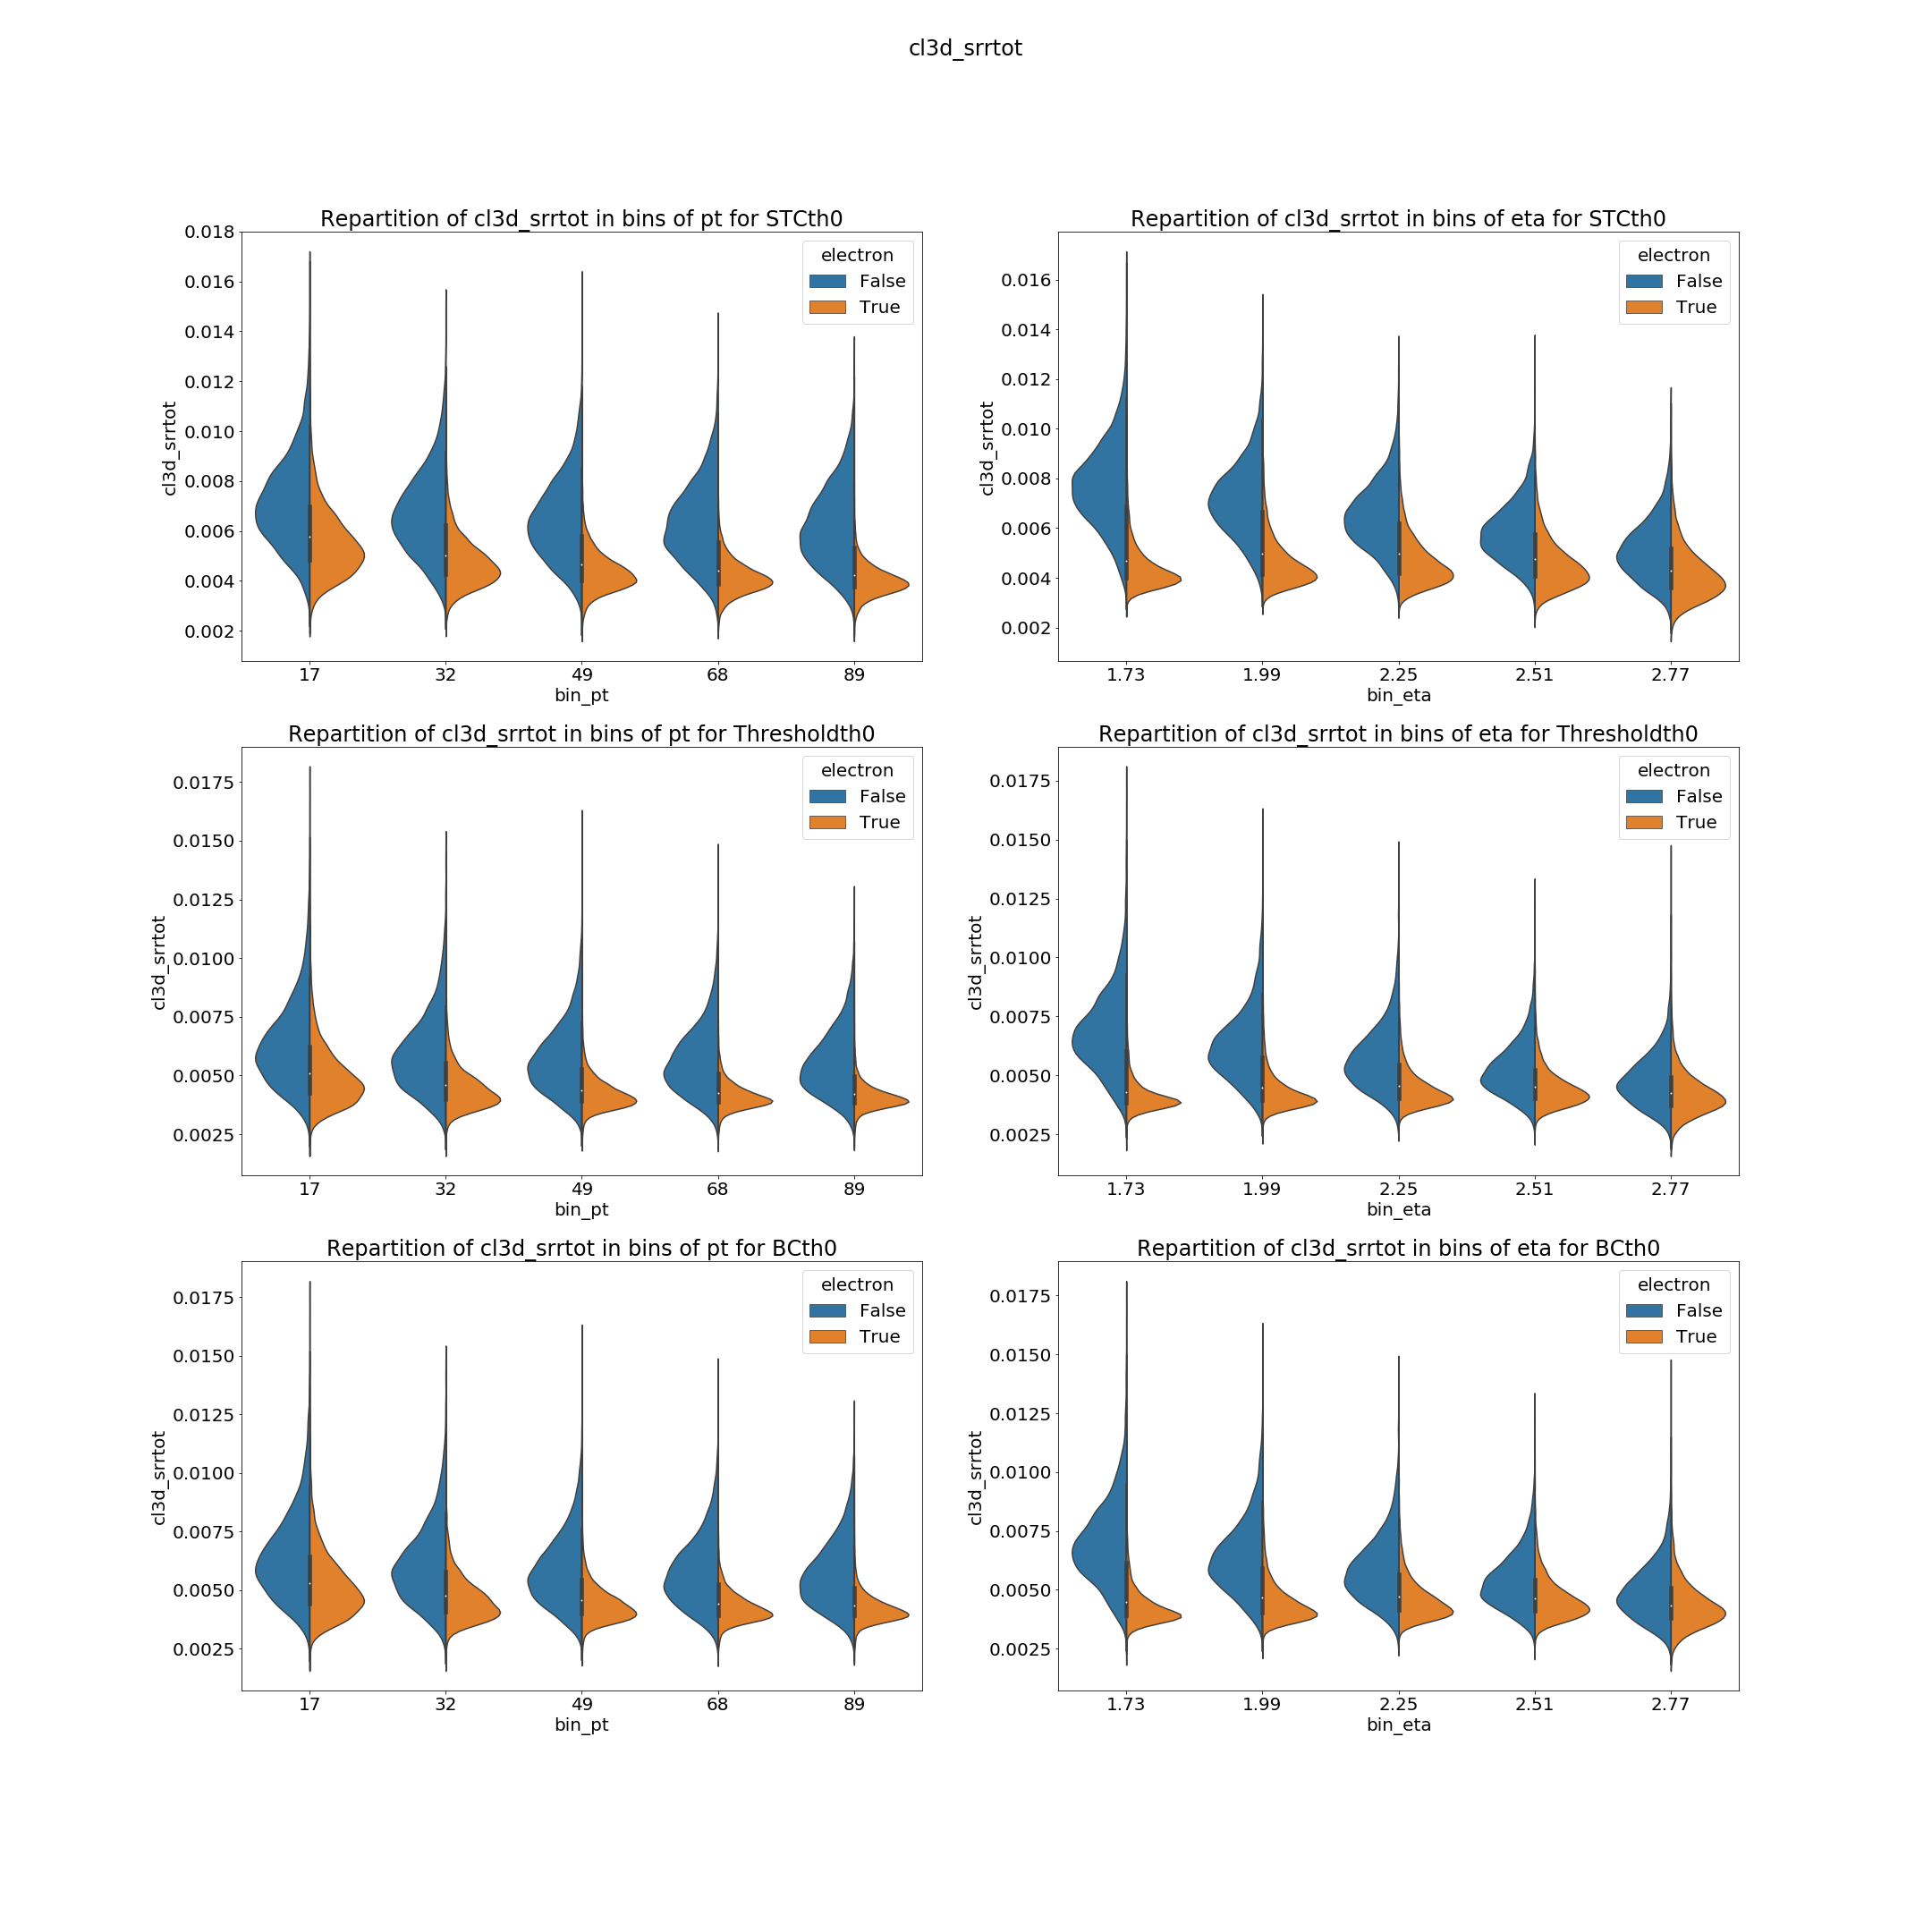 cl3d_srrtot
Repartition of cl3d_srrtot in bins of pt for STCth0
cl3d_srrtot
0.018
0.016
0.014
0.012
0.010
0.008
0.006
0.004
0.002
electron
False
True
17 32 49 68 89
bin_pt
Repartition of cl3d_srrtot in bins of eta for STCth0
cl3d_srrtot
0.016
0.014
0.012
0.010
0.008
0.006
0.004
0.002
electron
False
True
1.73 1.99 2.25 2.51 2.77
bin_eta
Repartition of cl3d_srrtot in bins of pt for Thresholdth0
cl3d_srrtot
0.0175
0.0150
0.0125
0.0100
0.0075
0.0050
0.0025
electron
False
True
17 32 49 68 89
bin_pt
Repartition of cl3d_srrtot in bins of eta for Thresholdth0
cl3d_srrtot
0.0175
0.0150
0.0125
0.0100
0.0075
0.0050
0.0025
electron
False
True
1.73 1.99 2.25 2.51 2.77
bin_eta
Repartition of cl3d_srrtot in bins of pt for BCth0
cl3d_srrtot
0.0175
0.0150
0.0125
0.0100
0.0075
0.0050
0.0025
electron
False
True
17 32 49 68 89
bin_pt
Repartition of cl3d_srrtot in bins of eta for BCth0
cl3d_srrtot
0.0175
0.0150
0.0125
0.0100
0.0075
0.0050
0.0025
electron
False
True
1.73 1.99 2.25 2.51 2.77
bin_eta